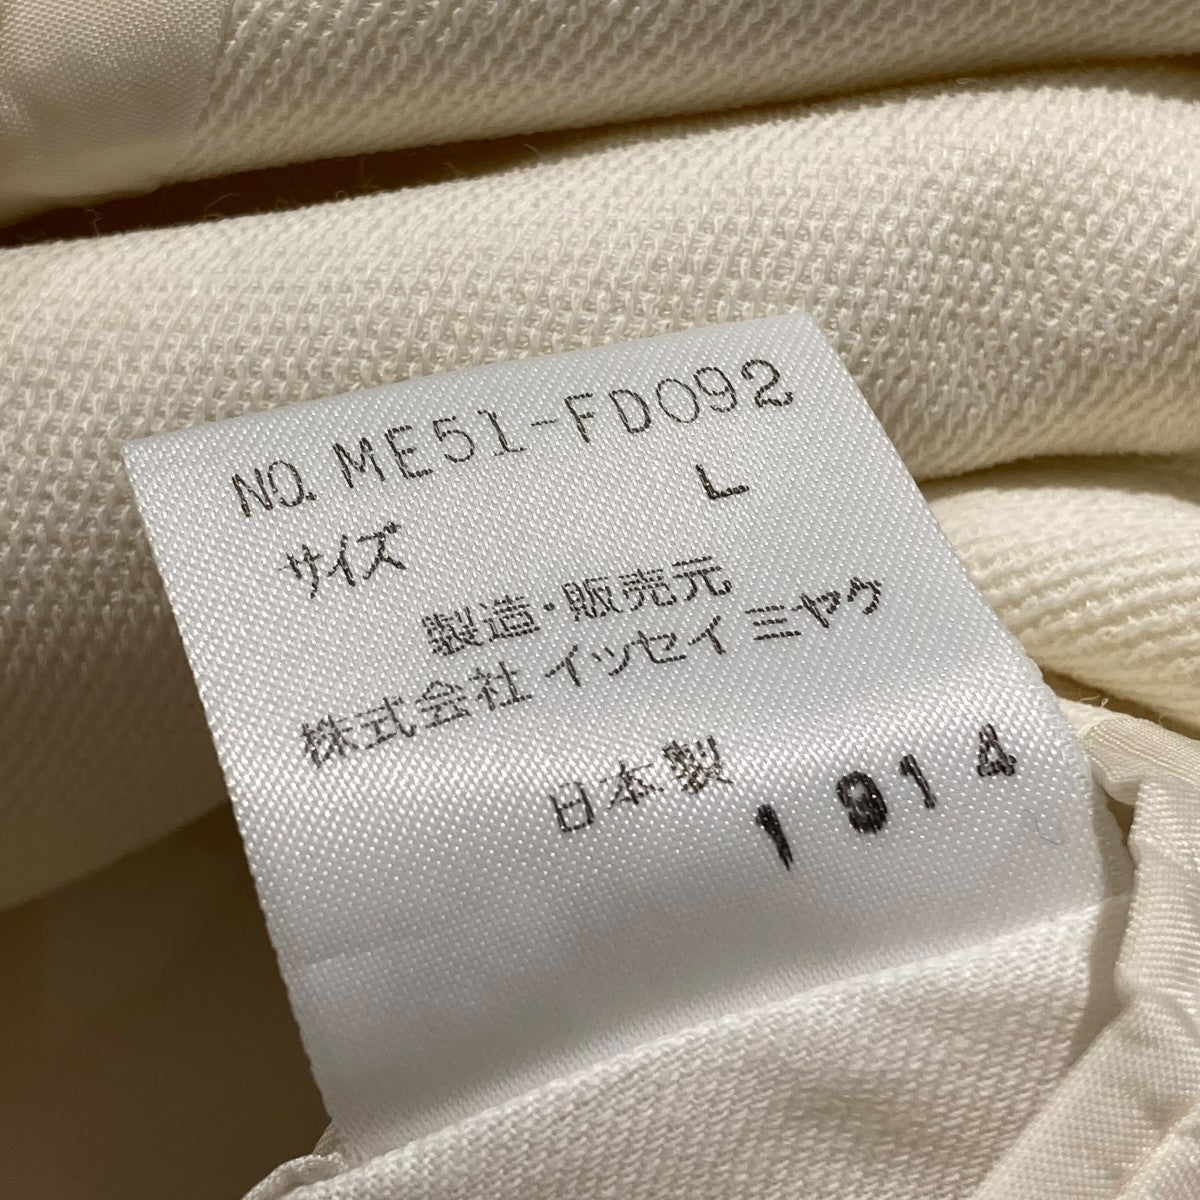 NO. ME51-FD092
サイズ L
製造・販売元
株式会社 イッセイ ミヤケ
日本製 1914